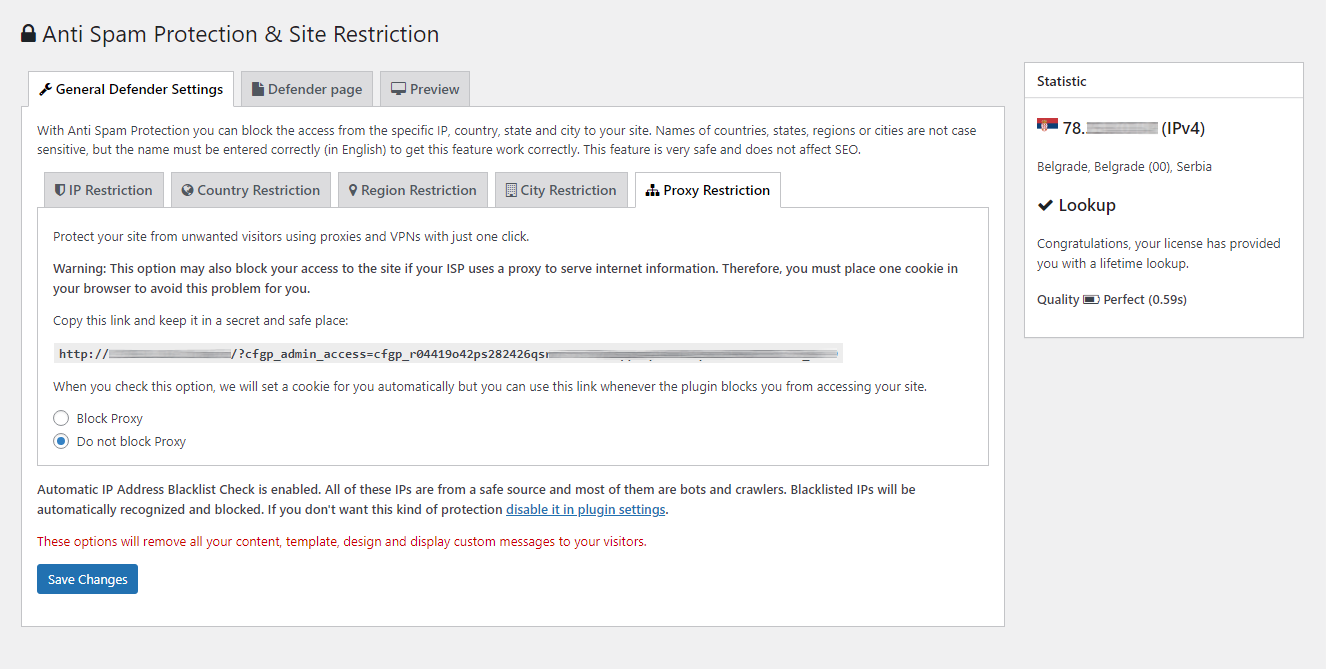 Anti Spam Protection & Site Restriction
General Defender Settings
Defender page
Preview
With Anti Spam Protection you can block the access from the specific IP, country, state and city to your site. Names of countries, states, regions or cities are not case
sensitive, but the name must be entered correctly (in English) to get this feature work correctly. This feature is very safe and does not affect SEO.
IP Restriction
Country Restriction
Region Restriction
City Restriction
Proxy Restriction
Protect your site from unwanted visitors using proxies and VPNs with just one click.
Warning: This option may also block your access to the site if your ISP uses a proxy to serve internet information. Therefore, you must place one cookie in
your browser to avoid this problem for you.
Copy this link and keep it in a secret and safe place:
http:// /?cfgp_admin_access=cfgp_r04419o42ps282426qs
When you check this option, we will set a cookie for you automatically but you can use this link whenever the plugin blocks you from accessing your site.
Block Proxy
Do not block Proxy
Automatic IP Address Blacklist Check is enabled. All of these IPs are from a safe source and most of them are bots and crawlers. Blacklisted IPs will be
automatically recognized and blocked. If you don't want this kind of protection disable it in plugin settings.
These options will remove all your content, template, design and display custom messages to your visitors.
Save Changes
Statistic
78. (IPv4)
Belgrade, Belgrade (00), Serbia
Lookup
Congratulations, your license has provided
you with a lifetime lookup.
Quality Perfect (0.59s)